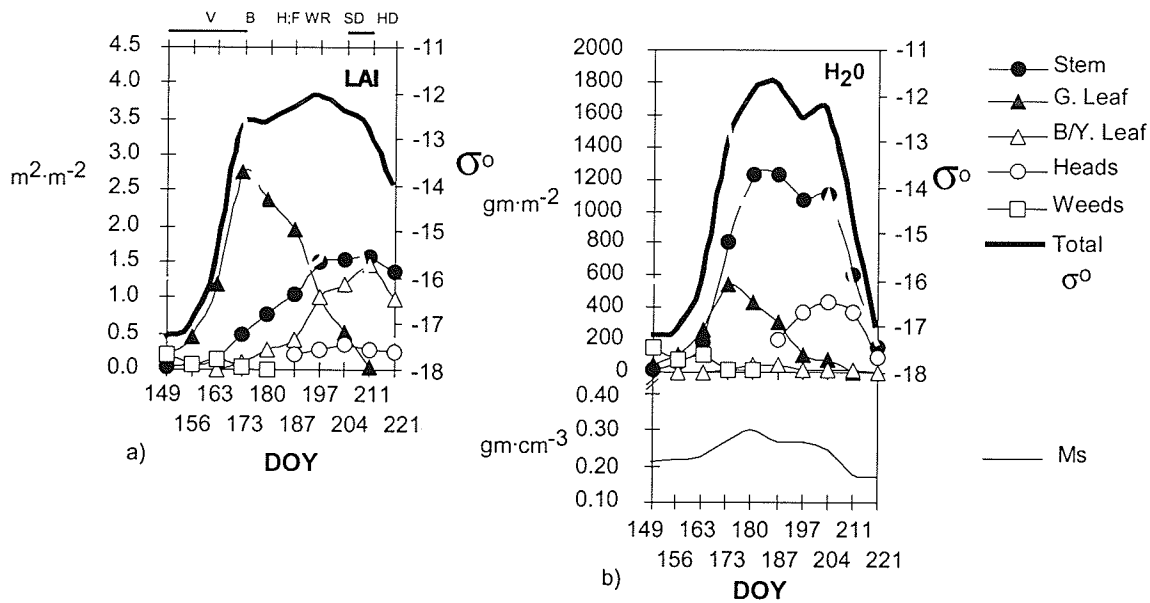 V B H;F WR SD HD
4.5
4.0
3.5
3.0
2.5
2.0
1.5
1.0
0.5
0.0
m²·m⁻²
LAI
-11
-12
-13
-14
-15
-16
-17
-18
σ⁰
149 163 180 197 211
156 173 187 204 221
a)
DOY
2000
1800
1600
1400
1200
1000
800
600
400
200
0
gm·m⁻²
0.40
0.30
0.20
0.10
gm·cm⁻³
H₂0
-11
-12
-13
-14
-15
-16
-17
-18
σ⁰
149 163 180 197 211
156 173 187 204 221
b)
DOY
Stem
G. Leaf
B/Y. Leaf
Heads
Weeds
Total
σ⁰
Ms